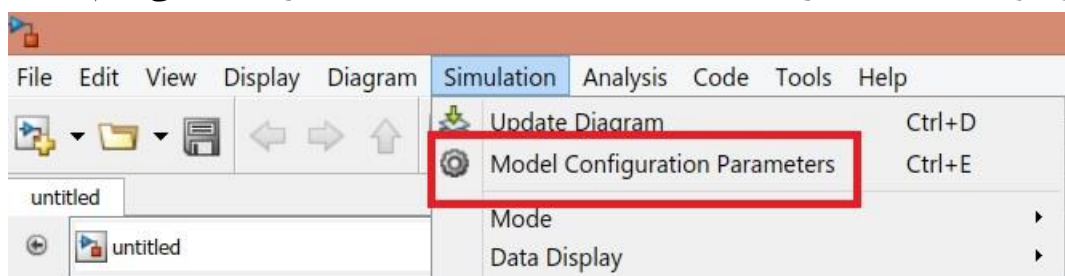 File Edit View Display Diagram Simulation Analysis Code Tools Help
Update Diagram Ctrl+D
Model Configuration Parameters Ctrl+E
untitled
Mode
untitled
Data Display